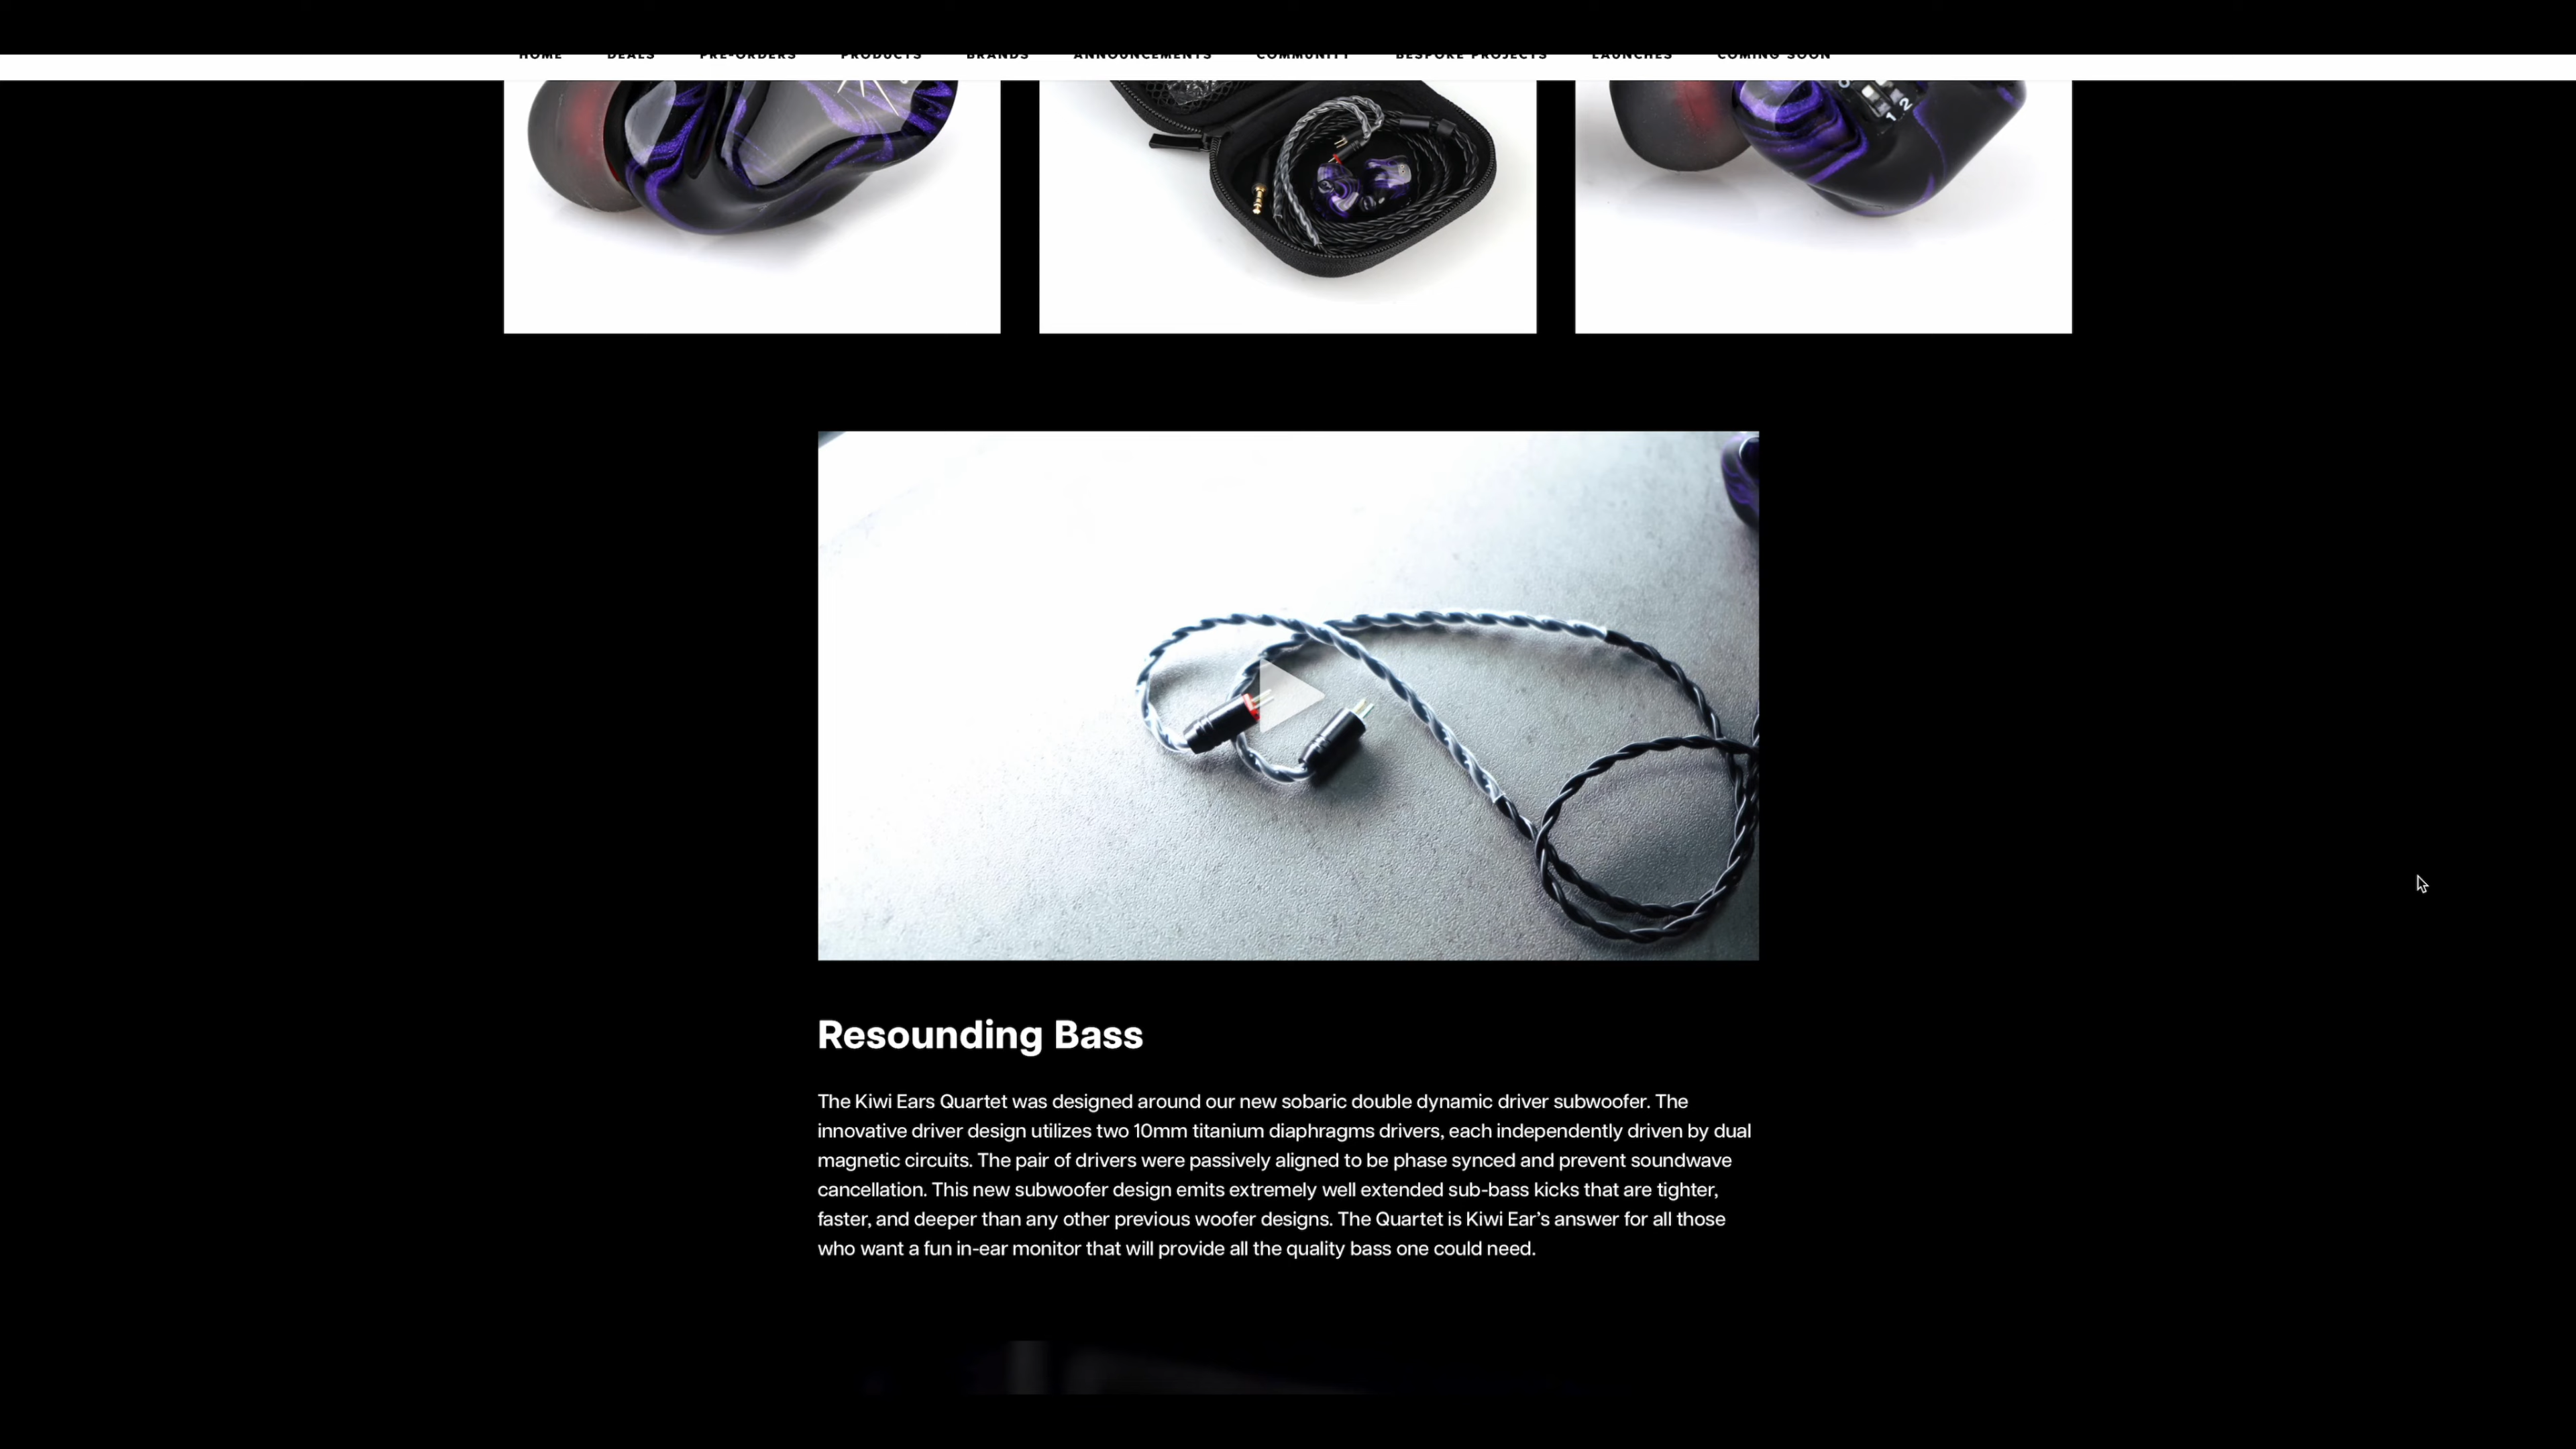 HOME DEALS PRE-ORDERS PRODUCTS BRANDS ANNOUNCEMENTS COMMUNITY BESPOKE PROJECTS LAUNCHES COMING SOON
1 2
Resounding Bass
The Kiwi Ears Quartet was designed around our new sobaric double dynamic driver subwoofer. The
innovative driver design utilizes two 10mm titanium diaphragms drivers, each independently driven by dual
magnetic circuits. The pair of drivers were passively aligned to be phase synced and prevent soundwave
cancellation. This new subwoofer design emits extremely well extended sub-bass kicks that are tighter,
faster, and deeper than any other previous woofer designs. The Quartet is Kiwi Ear’s answer for all those
who want a fun in-ear monitor that will provide all the quality bass one could need.